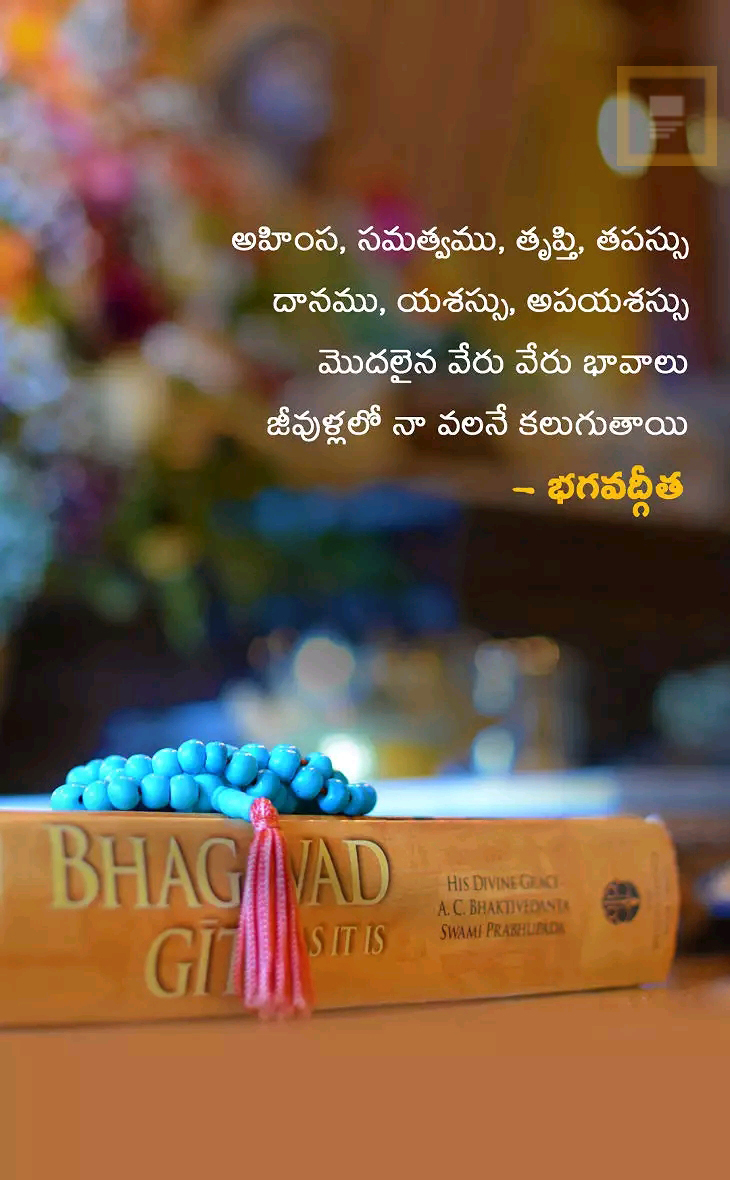 అహింస, సమత్వము, తృప్తి, తపస్సు
దానము, యశస్సు, అపయశస్సు
మొదలైన వేరు వేరు భావాలు
జీవుళ్లలో నా వలనే కలుగుతాయి
– భగవద్గీత
BHAGAVAD
GĪTĀ AS IT IS
HIS DIVINE GRACE
A. C. BHAKTIVEDANTA
SWAMI PRABHUPADA